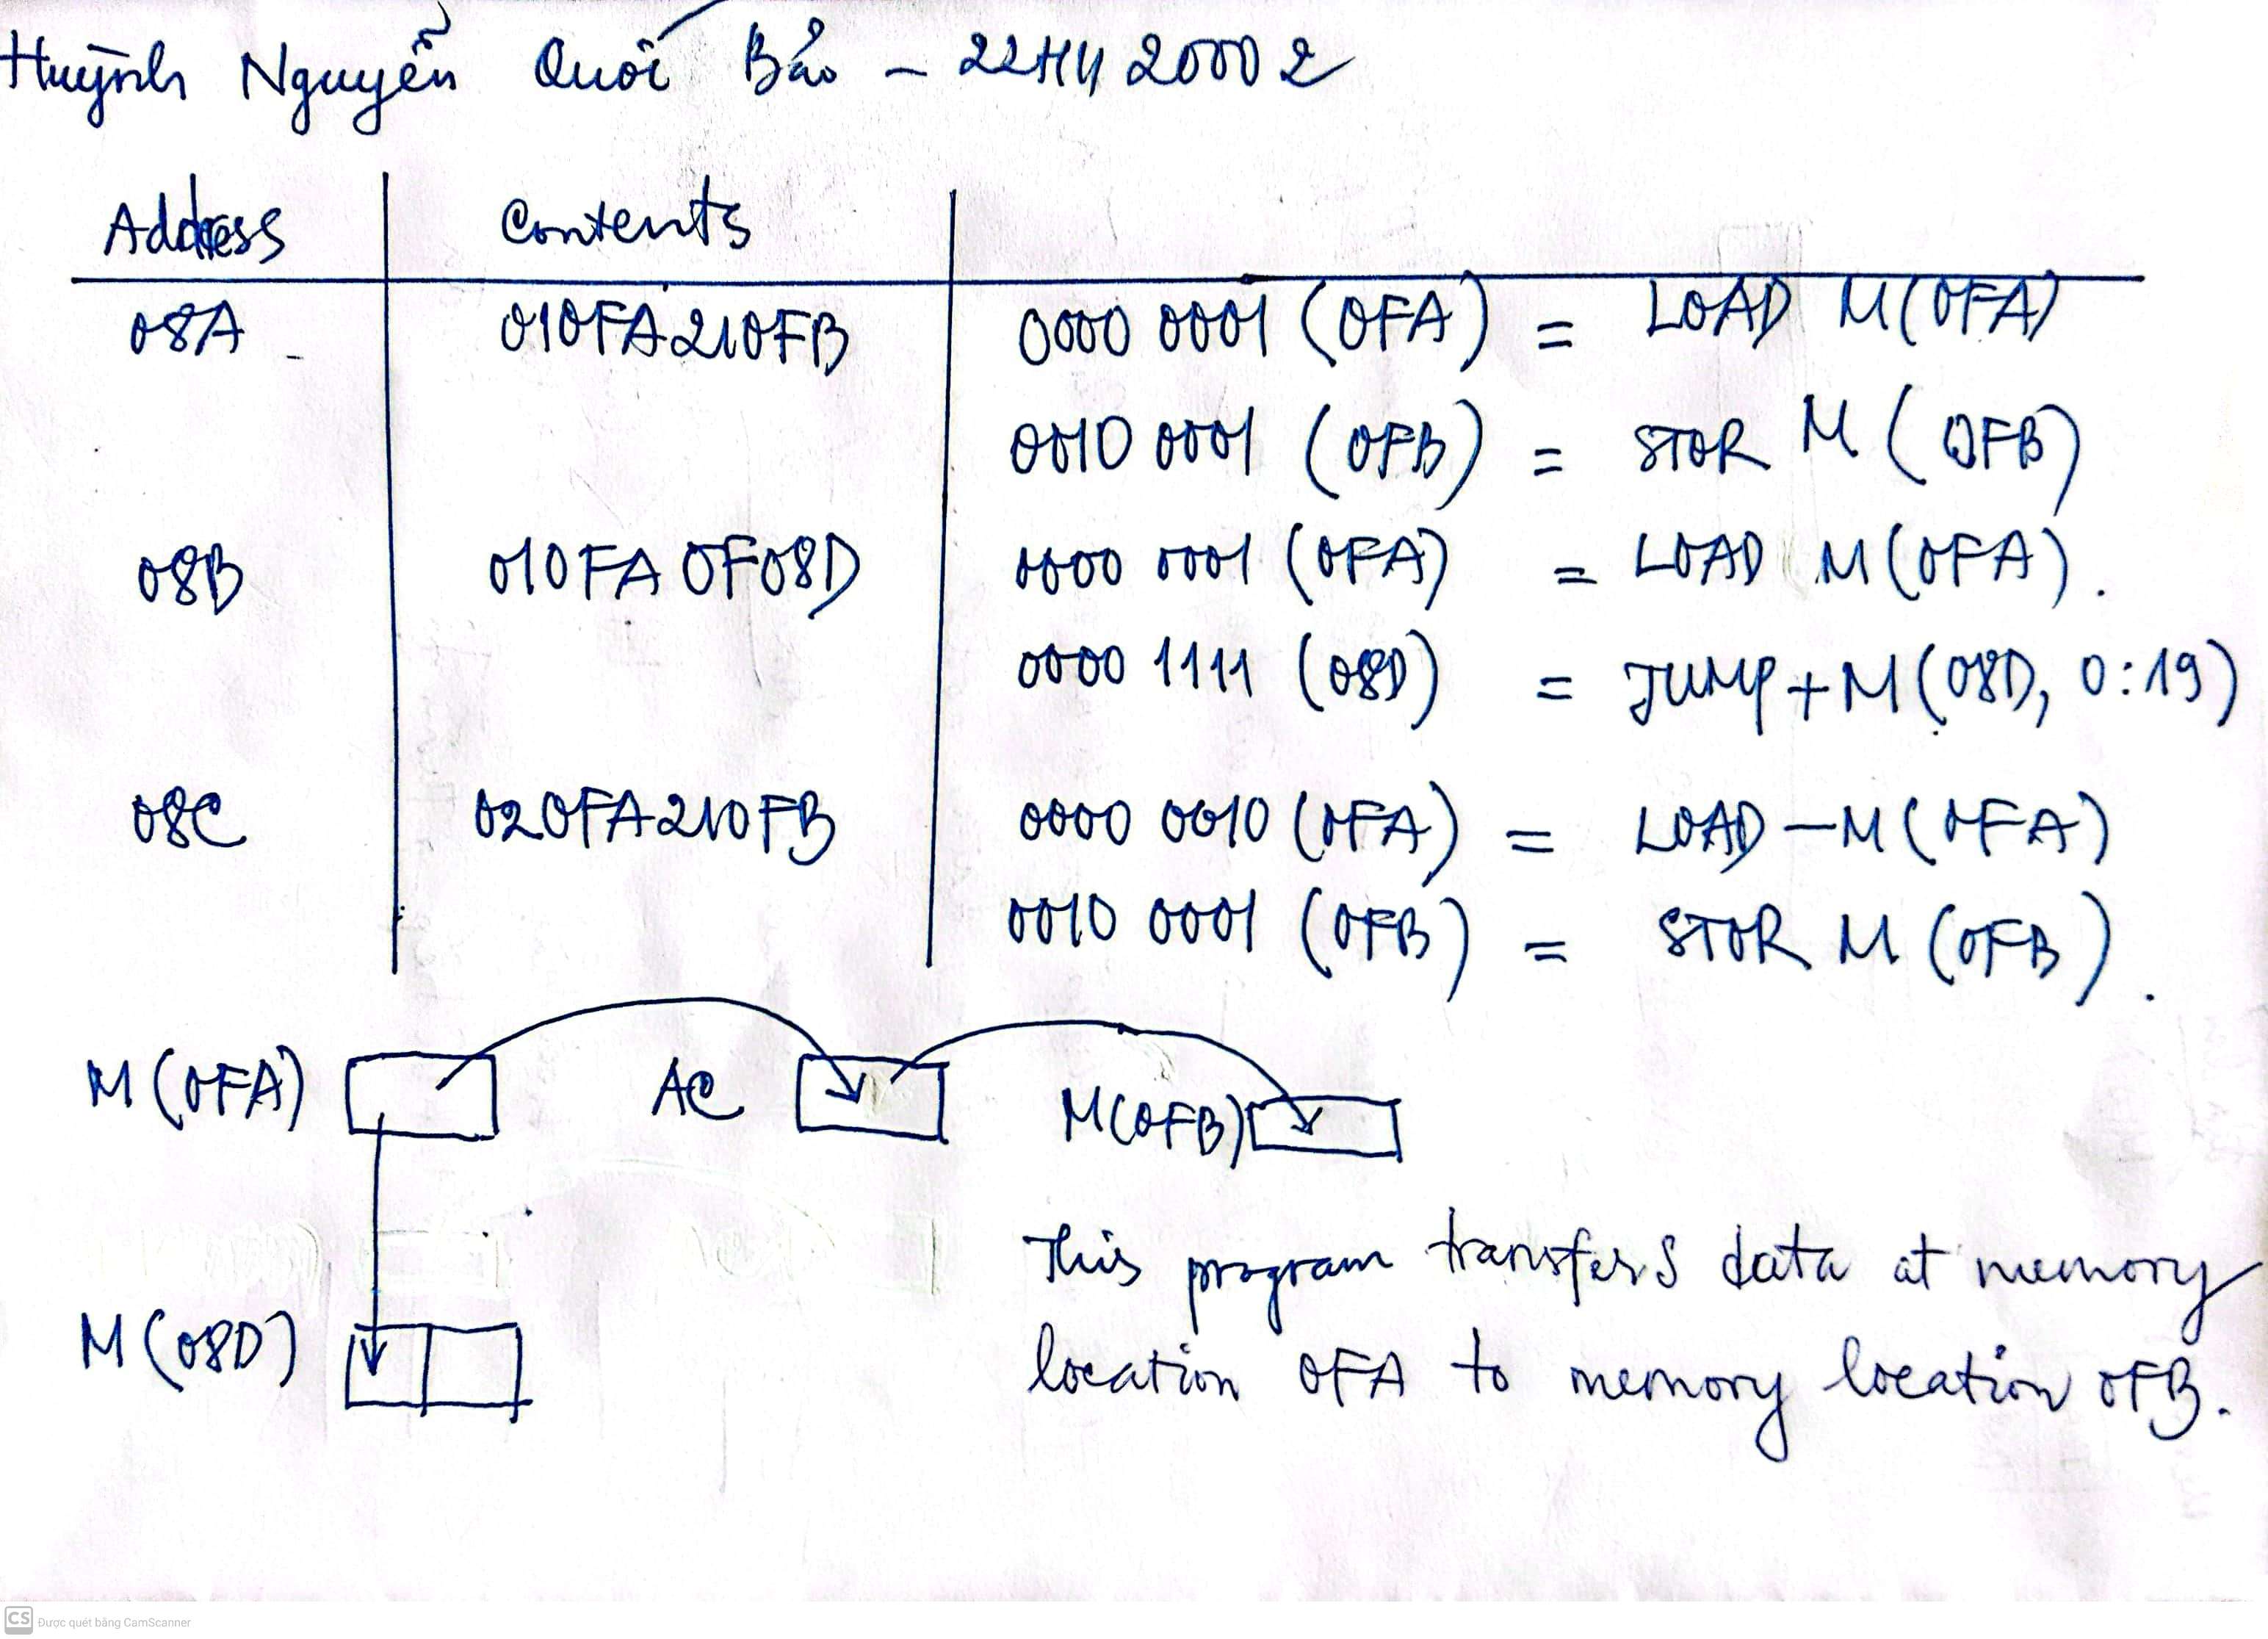 Huỳnh Nguyễn Quốc Bảo - 22H1120002
Address Contents
08A 010FA210FB 0000 0001 (0FA) = LOAD M(0FA)
0010 0001 (0FB) = STOR M(0FB)
08B 010FA0F08D 0000 0001 (0FA) = LOAD M(0FA).
0000 1111 (08D) = JUMP+M(08D, 0:19)
08C 020FA210FB 0000 0010 (0FA) = LOAD -M(0FA)
0010 0001 (0FB) = STOR M(0FB).
M(0FA) AC M(0FB)
This program transfers data at memory
M(08D) location 0FA to memory location 0FB.
CS Được quét bằng CamScanner